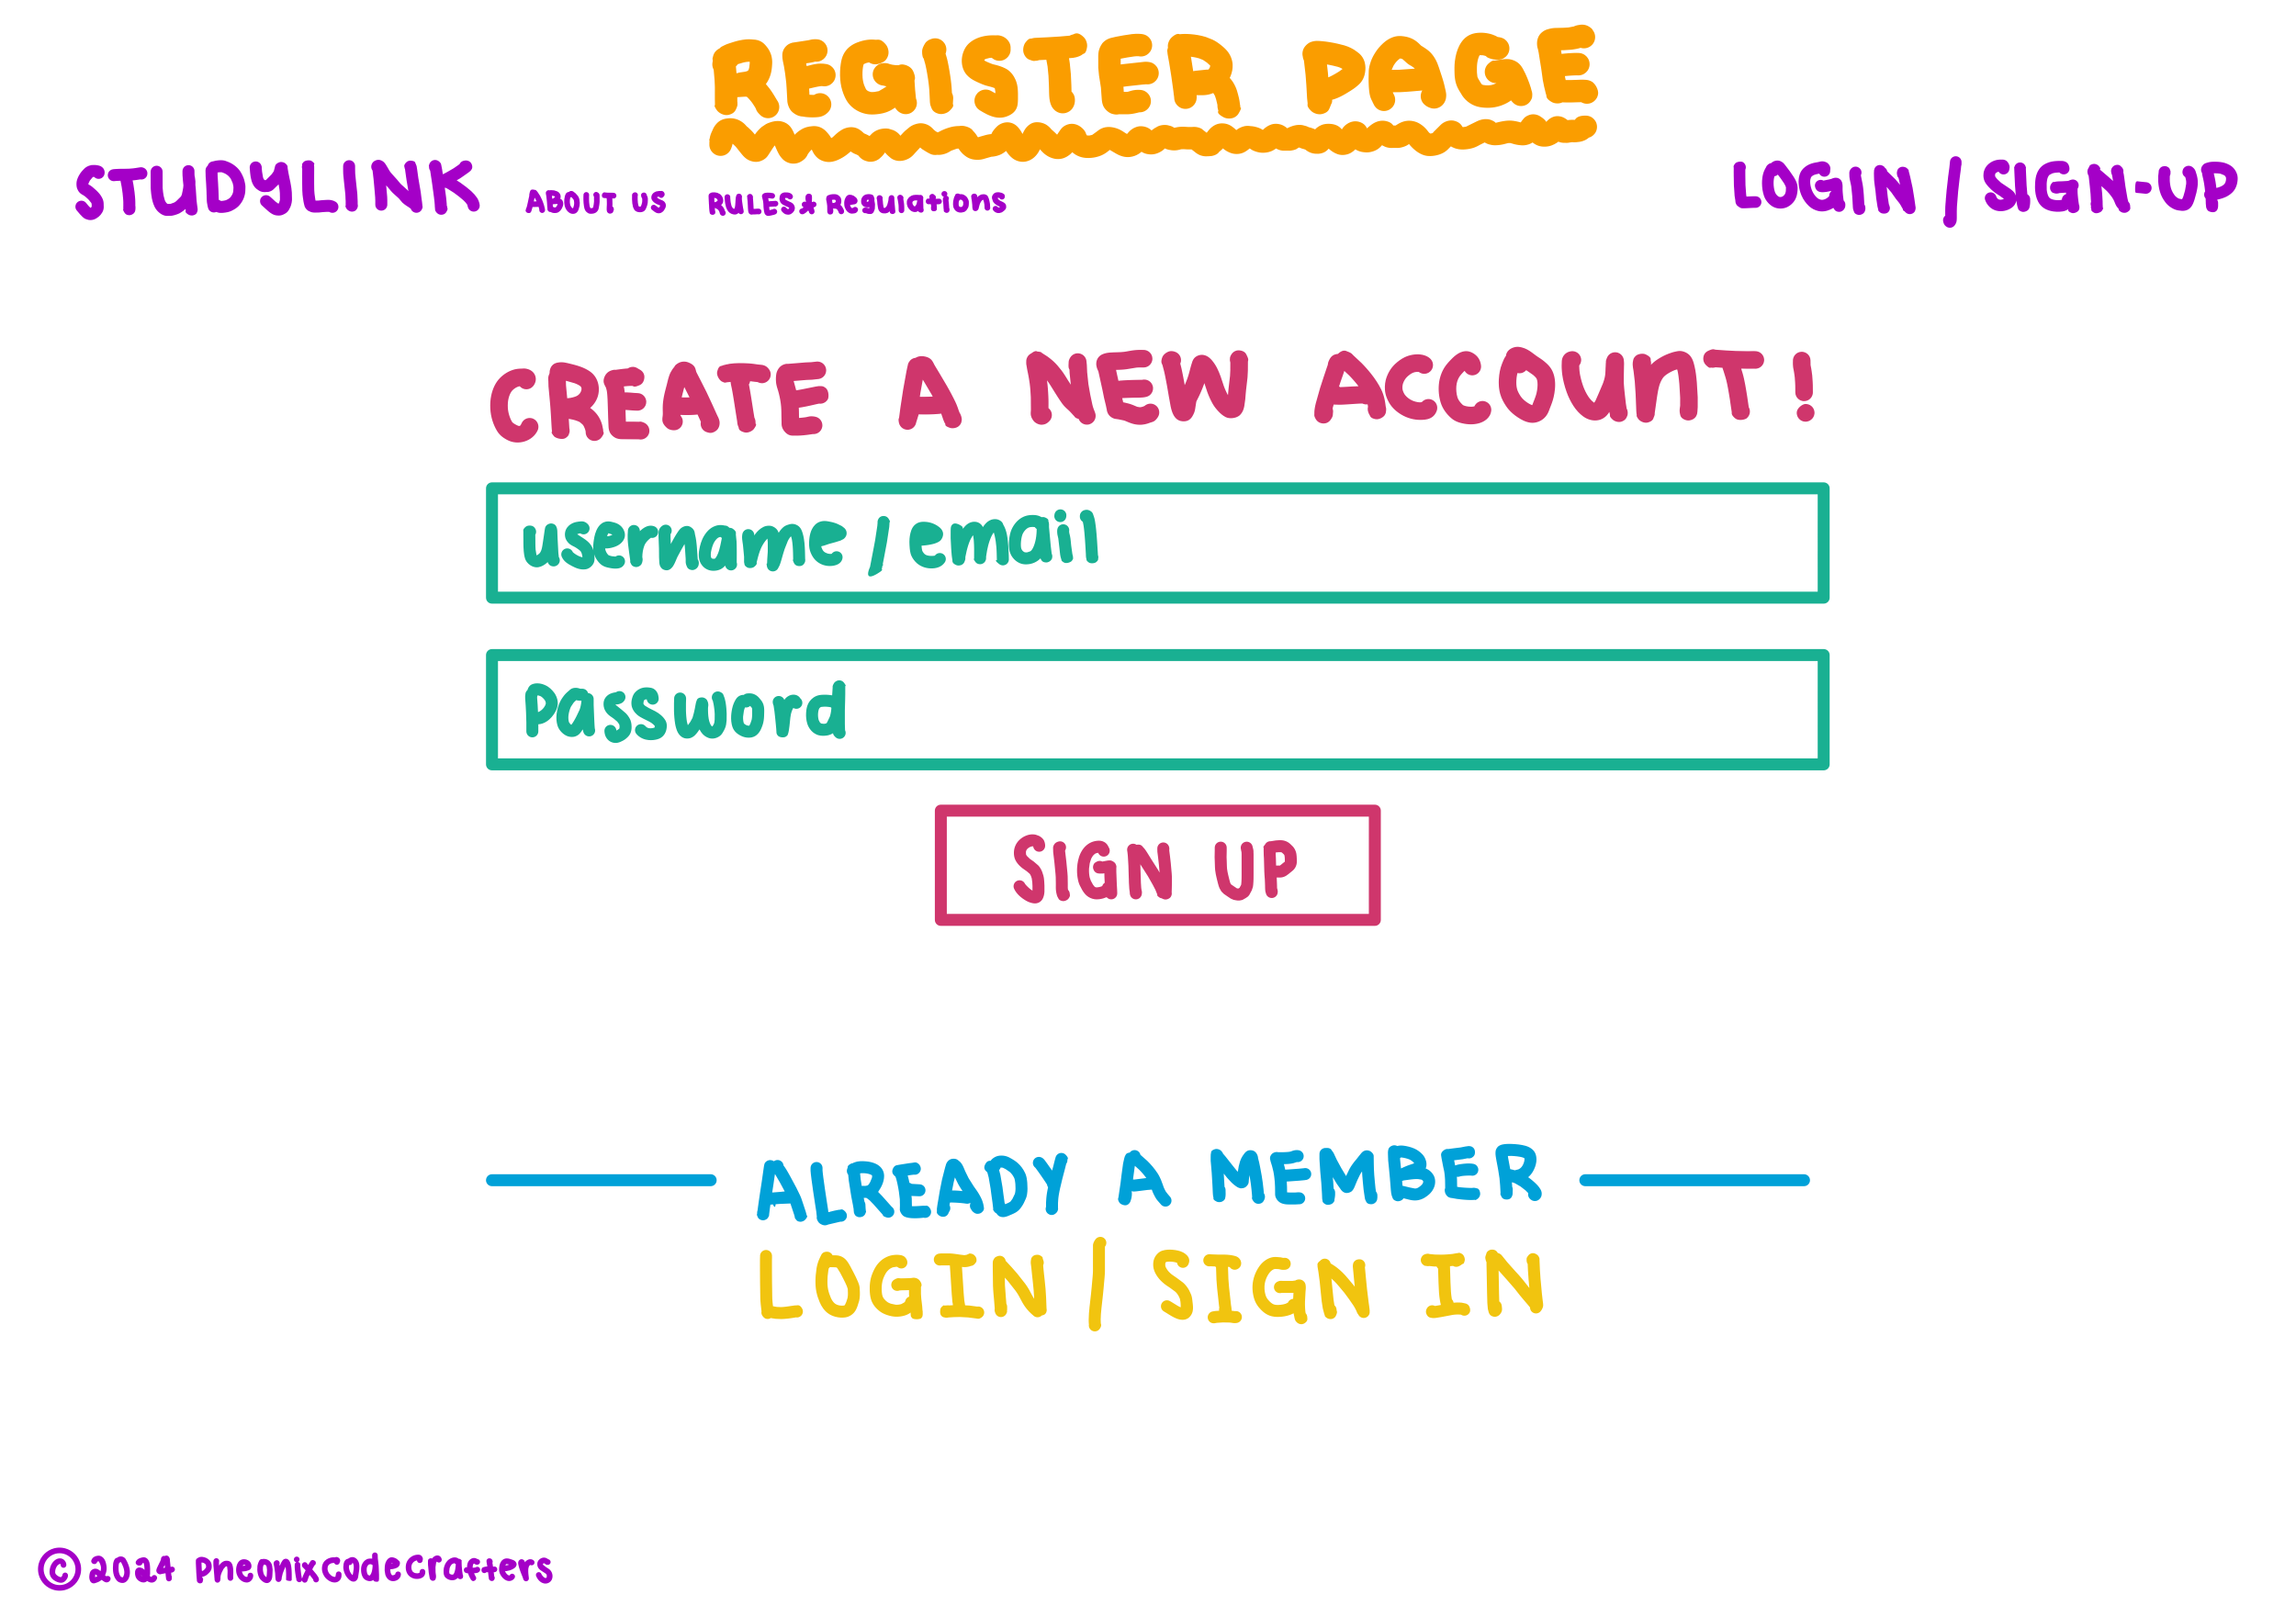 REGISTER PAGE
STUDYLINK ABOUT US RULES+Regulations LOGIN / SIGN-UP
CREATE A NEW ACCOUNT!
username / email
Password
SIGN UP
ALREADY A MEMBER
LOGIN / SIGN IN
© 2024 Pheonixcodecrafters